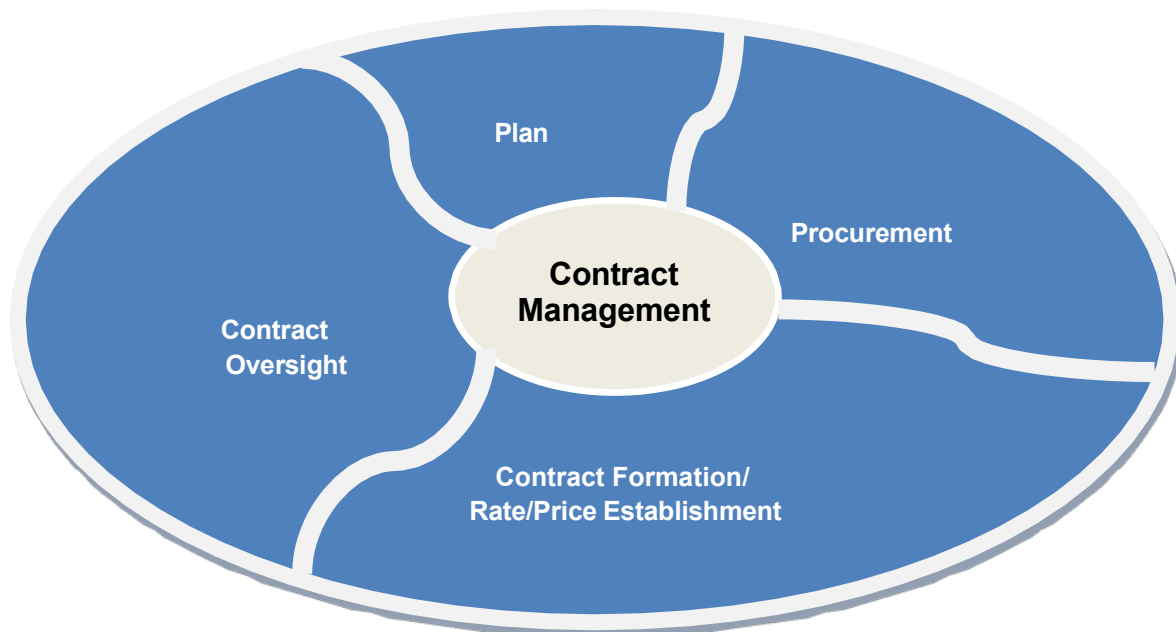 Plan
Procurement
Contract
Management
Contract
Oversight
Contract Formation/
Rate/Price Establishment